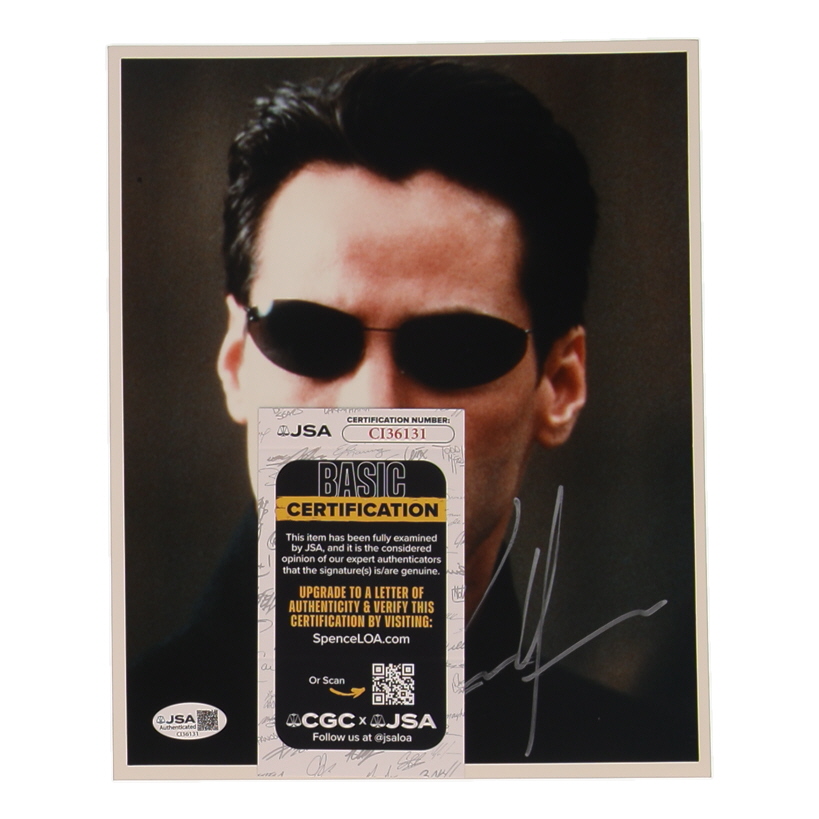 JSA
CERTIFICATION NUMBER:
CI36131
BASIC
CERTIFICATION
This item has been fully examined
by JSA, and it is the considered
opinion of our expert authenticators
that the signature(s) is/are genuine.
UPGRADE TO A LETTER OF
AUTHENTICITY & VERIFY THIS
CERTIFICATION BY VISITING:
SpenceLOA.com
Or Scan
CGC x JSA
Follow us at @jsaloa
JSA
Authenticated
CI36131